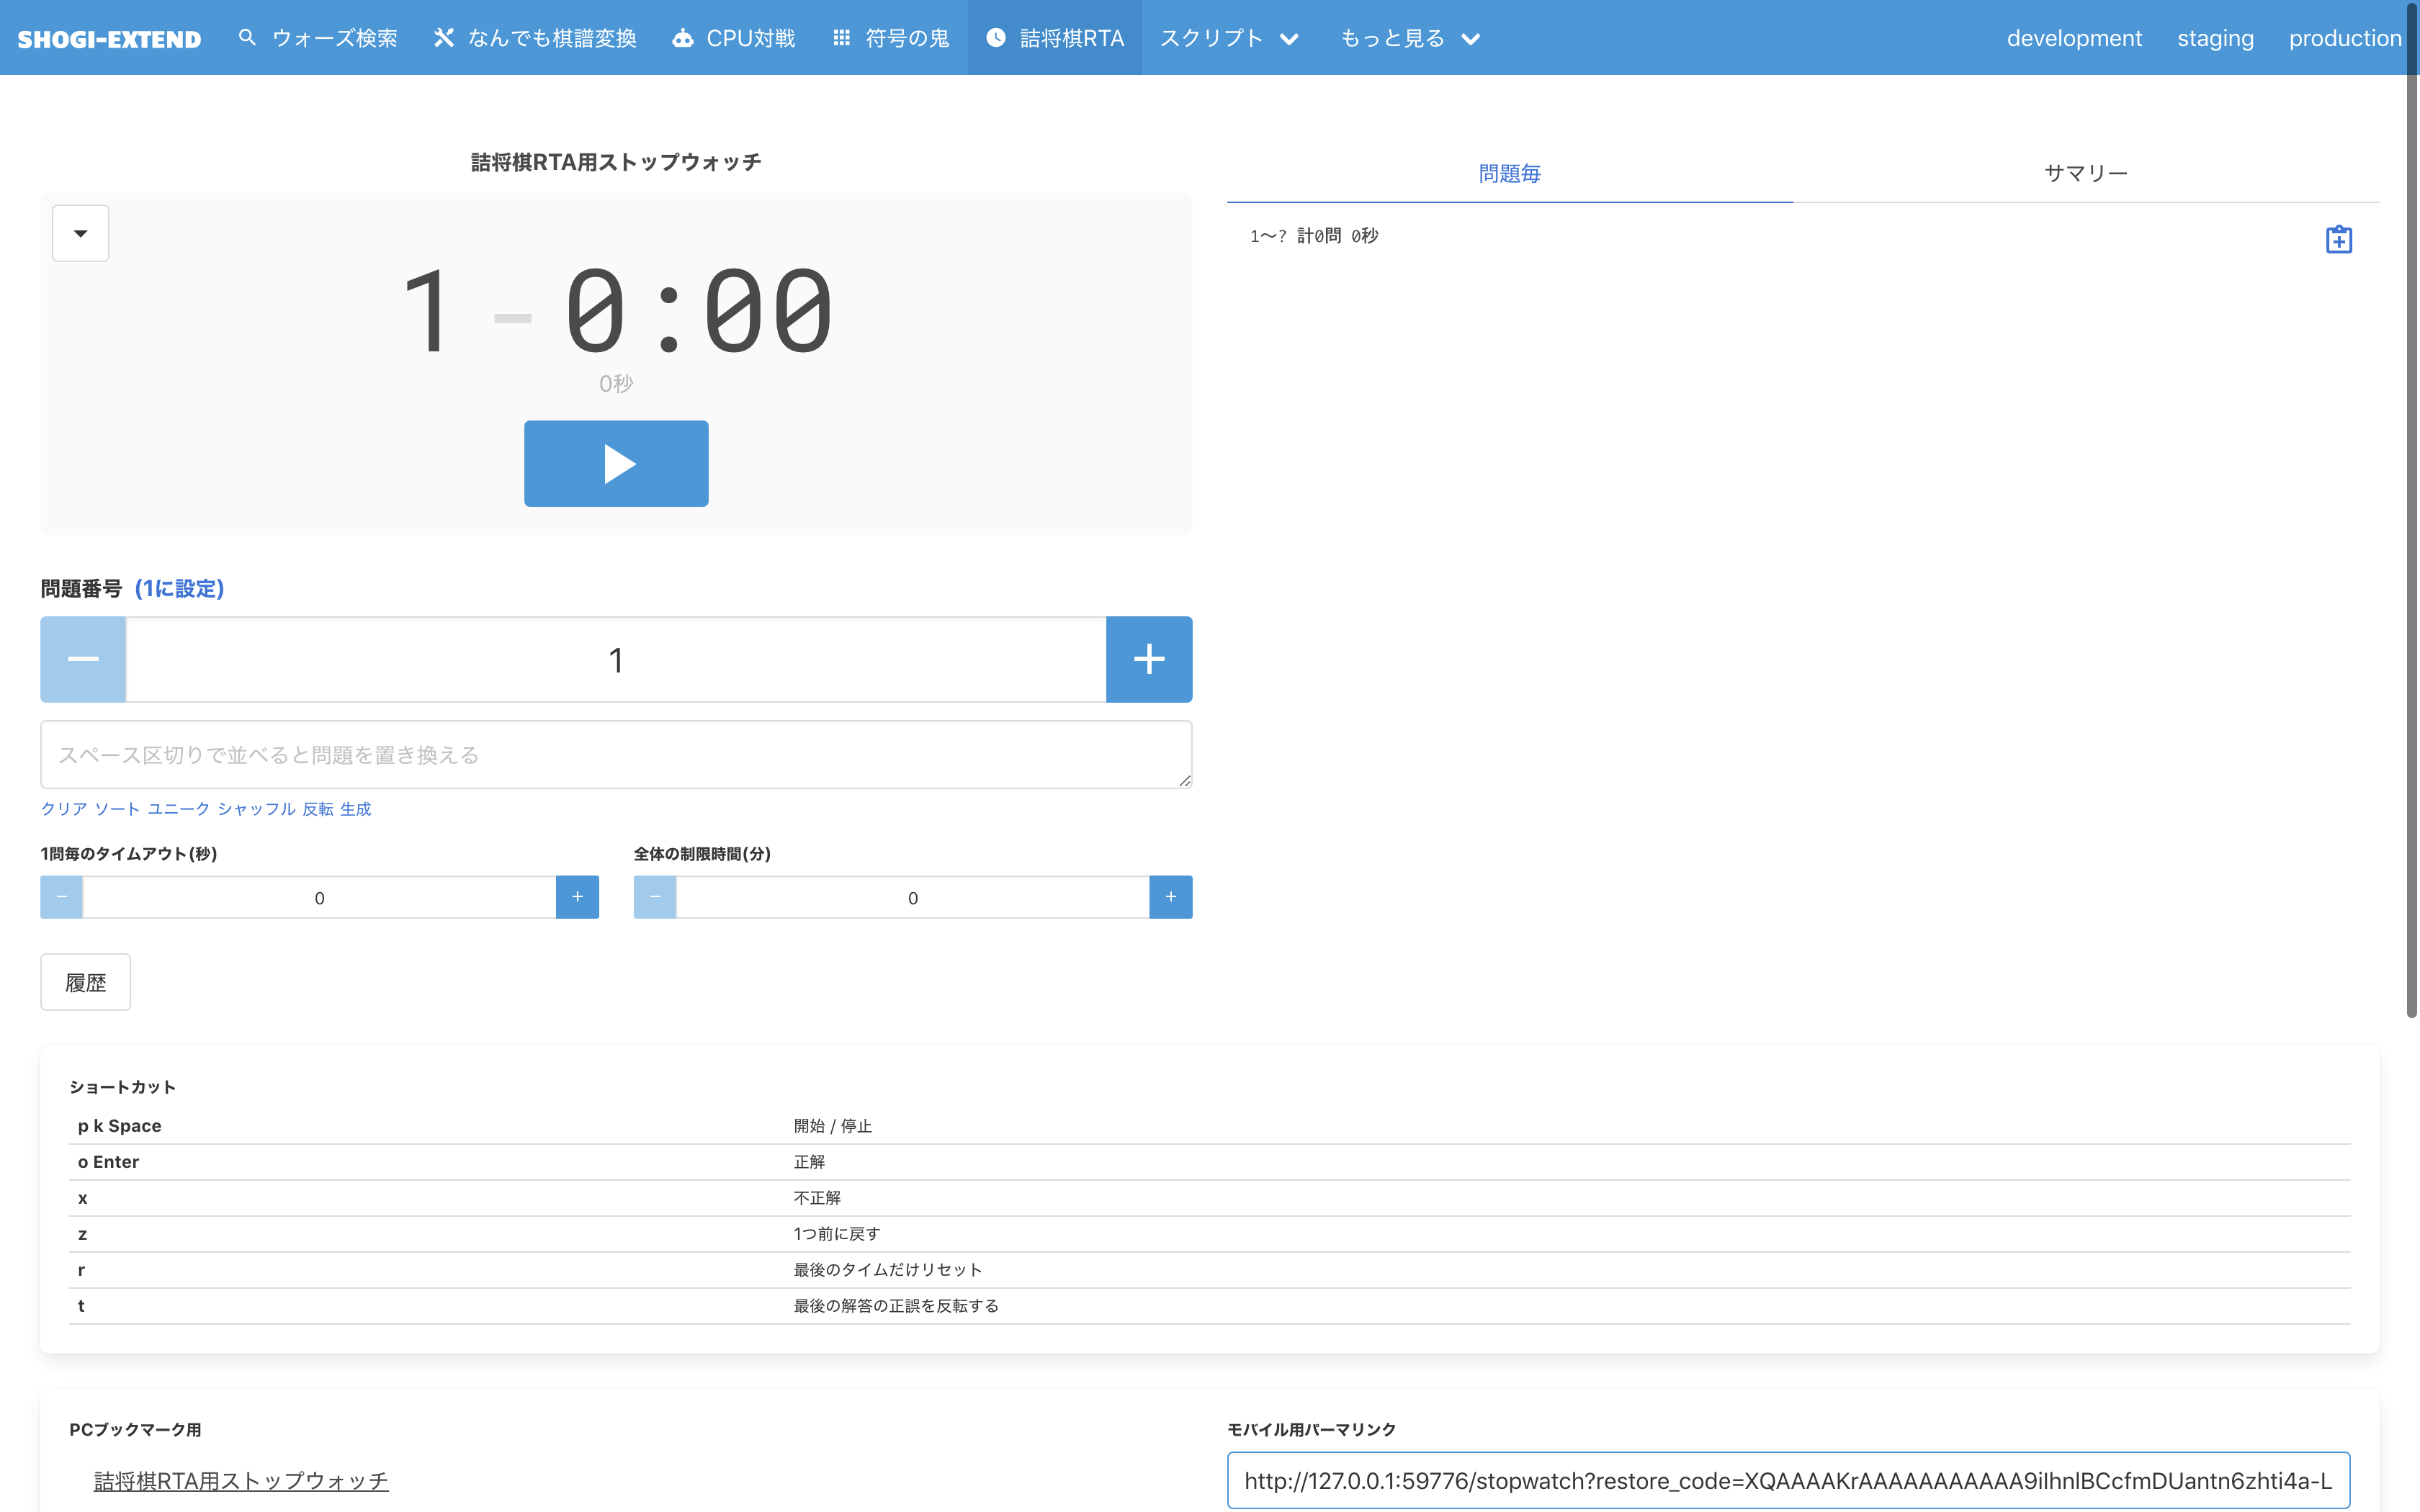 SHOGI-EXTEND ウォーズ検索 なんでも棋譜変換 CPU対戦 符号の鬼 詰将棋RTA スクリプト もっと見る development staging production
詰将棋RTA用ストップウォッチ
1 - 0:00
0秒
問題毎 サマリー
1〜? 計0問 0秒
問題番号 (1に設定)
1
スペース区切りで並べると問題を置き換える
クリア ソート ユニーク シャッフル 反転 生成
1問毎のタイムアウト(秒) 全体の制限時間(分)
0 0
履歴
ショートカット
p k Space 開始 / 停止
o Enter 正解
x 不正解
z 1つ前に戻す
r 最後のタイムだけリセット
t 最後の解答の正誤を反転する
PCブックマーク用 モバイル用パーマリンク
詰将棋RTA用ストップウォッチ http://127.0.0.1:59776/stopwatch?restore_code=XQAAAAKrAAAAAAAAAAA9iIhnlBCcfmDUantn6zhti4a-L